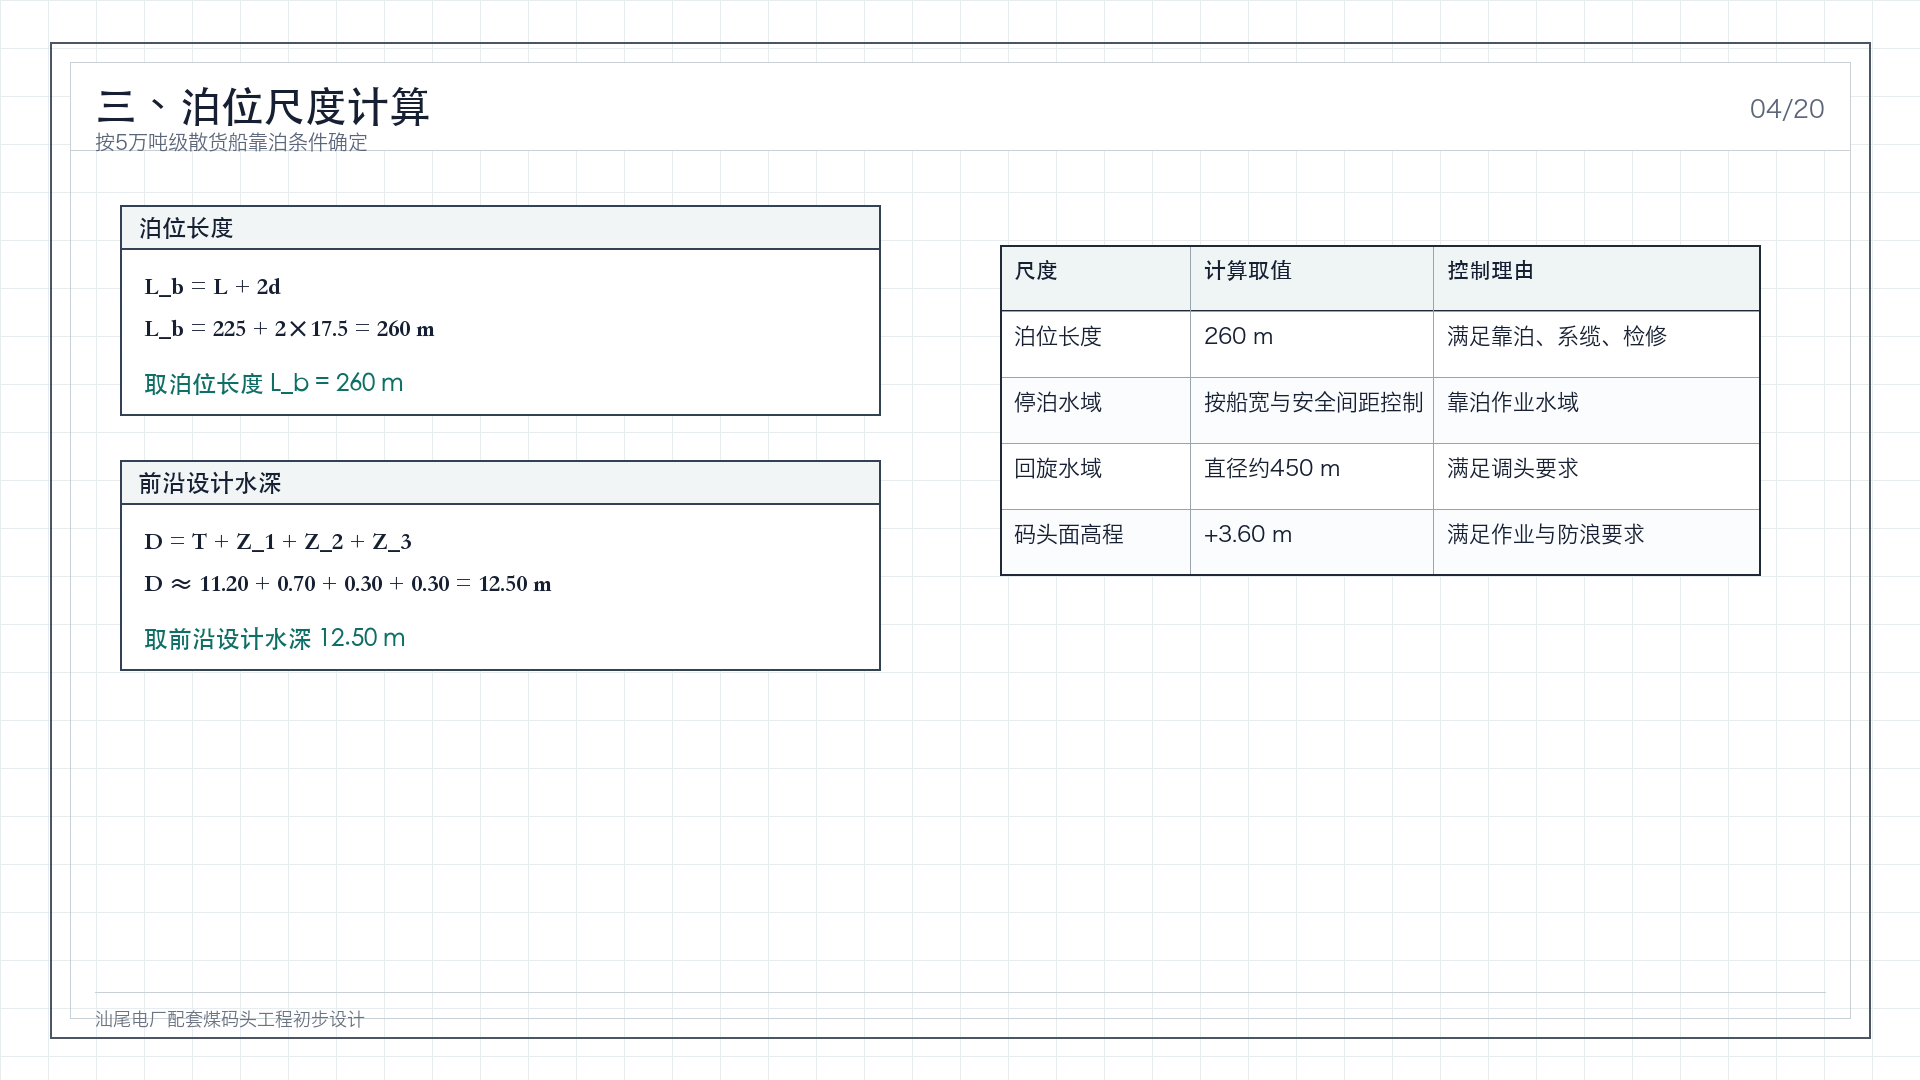 三、泊位尺度计算
按5万吨级散货船靠泊条件确定
04/20
泊位长度
L_b = L + 2d
L_b = 225 + 2×17.5 = 260 m
取泊位长度 L_b = 260 m
前沿设计水深
D = T + Z_1 + Z_2 + Z_3
D ≈ 11.20 + 0.70 + 0.30 + 0.30 = 12.50 m
取前沿设计水深 12.50 m
尺度 计算取值 控制理由
泊位长度 260 m 满足靠泊、系缆、检修
停泊水域 按船宽与安全间距控制 靠泊作业水域
回旋水域 直径约450 m 满足调头要求
码头面高程 +3.60 m 满足作业与防浪要求
汕尾电厂配套煤码头工程初步设计